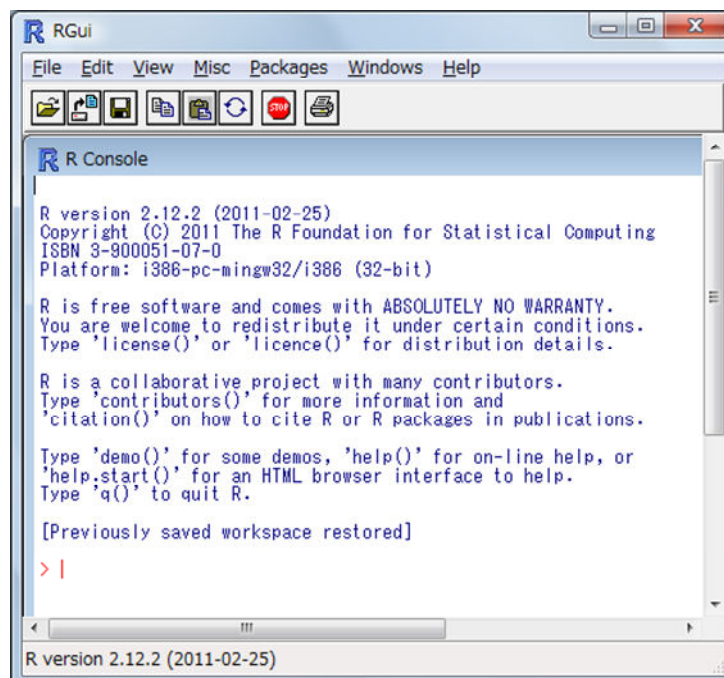 RGui
File Edit View Misc Packages Windows Help
STOP
R Console
R version 2.12.2 (2011-02-25)
Copyright (C) 2011 The R Foundation for Statistical Computing
ISBN 3-900051-07-0
Platform: i386-pc-mingw32/i386 (32-bit)
R is free software and comes with ABSOLUTELY NO WARRANTY.
You are welcome to redistribute it under certain conditions.
Type 'license()' or 'licence()' for distribution details.
R is a collaborative project with many contributors.
Type 'contributors()' for more information and
'citation()' on how to cite R or R packages in publications.
Type 'demo()' for some demos, 'help()' for on-line help, or
'help.start()' for an HTML browser interface to help.
Type 'q()' to quit R.
[Previously saved workspace restored]
>
R version 2.12.2 (2011-02-25)